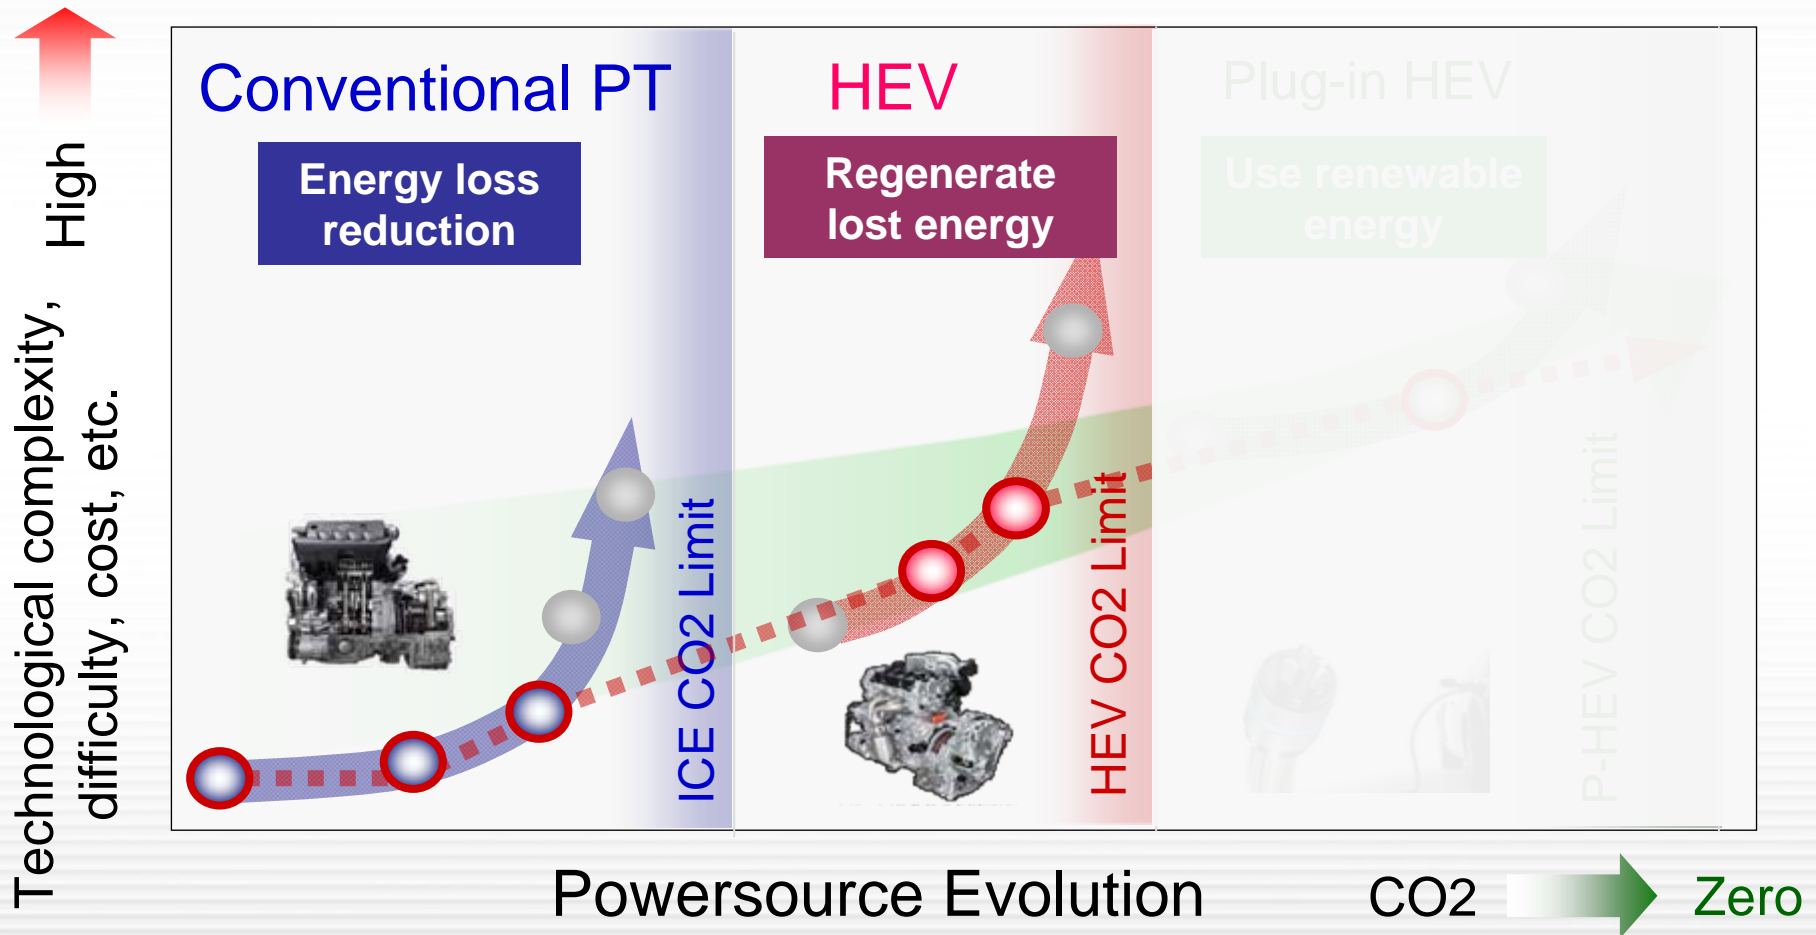 High
Technological complexity,
difficulty, cost, etc.
Conventional PT
Energy loss
reduction
ICE CO2 Limit
HEV
Regenerate
lost energy
HEV CO2 Limit
Plug-in HEV
Use renewable
energy
P-HEV CO2 Limit
Powersource Evolution
CO2
Zero